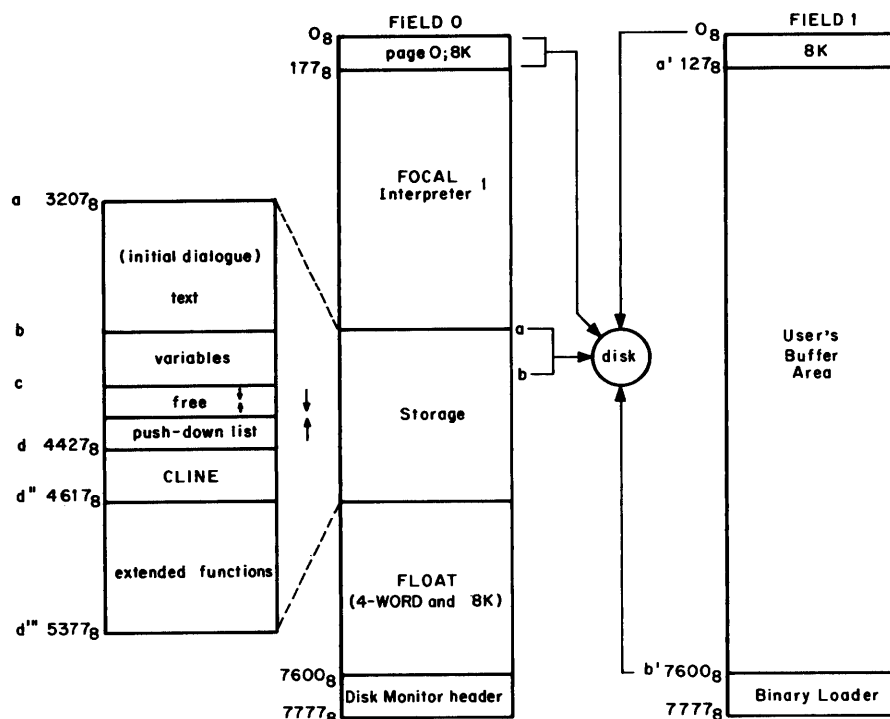 FIELD 0
0₈
page 0;8K
177₈
FOCAL
Interpreter 1
a
b
Storage
FLOAT
(4-WORD and 8K)
7600₈
Disk Monitor header
7777₈
a 3207₈
(initial dialogue)
text
b
variables
c
free
push-down list
d 4427₈
CLINE
d" 4617₈
extended functions
d'" 5377₈
disk
FIELD 1
0₈
8K
a' 127₈
User's
Buffer
Area
b' 7600₈
Binary Loader
7777₈